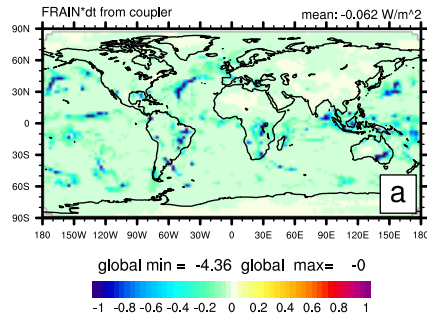 FRAIN*dt from coupler mean: -0.062 W/m^2
90N
60N
30N
0
30S
60S
90S
a
180 150W 120W 90W 60W 30W 0 30E 60E 90E 120E 150E 180
global min = -4.36 global max= -0
-1 -0.8 -0.6 -0.4 -0.2 0 0.2 0.4 0.6 0.8 1